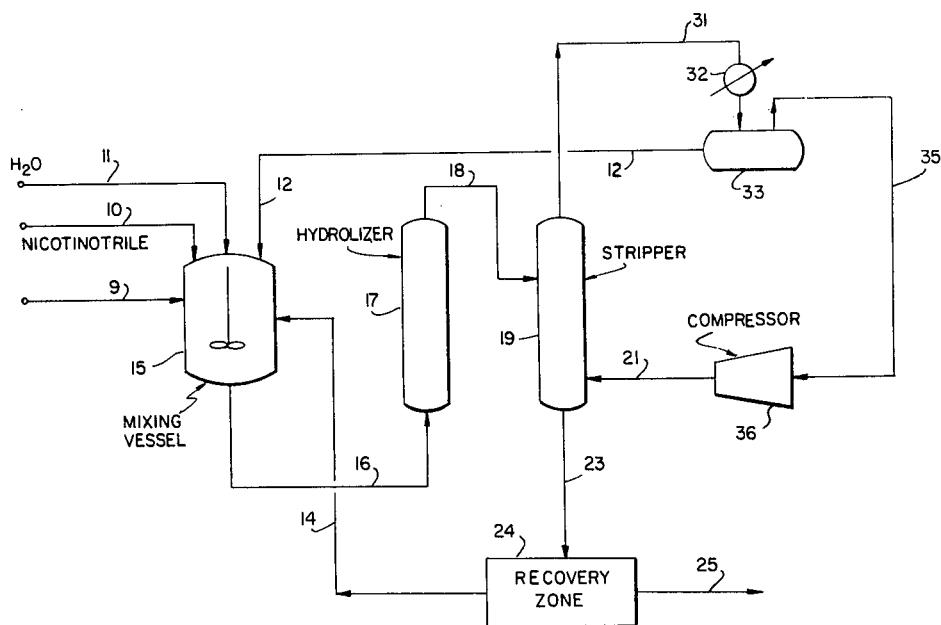 31
32
11
H2O
12
12
33
35
18
10
NICOTINOTRILE
HYDROLIZER
STRIPPER
9
17
COMPRESSOR
19
15
21
MIXING
VESSEL
36
16
23
14
24
25
RECOVERY
ZONE